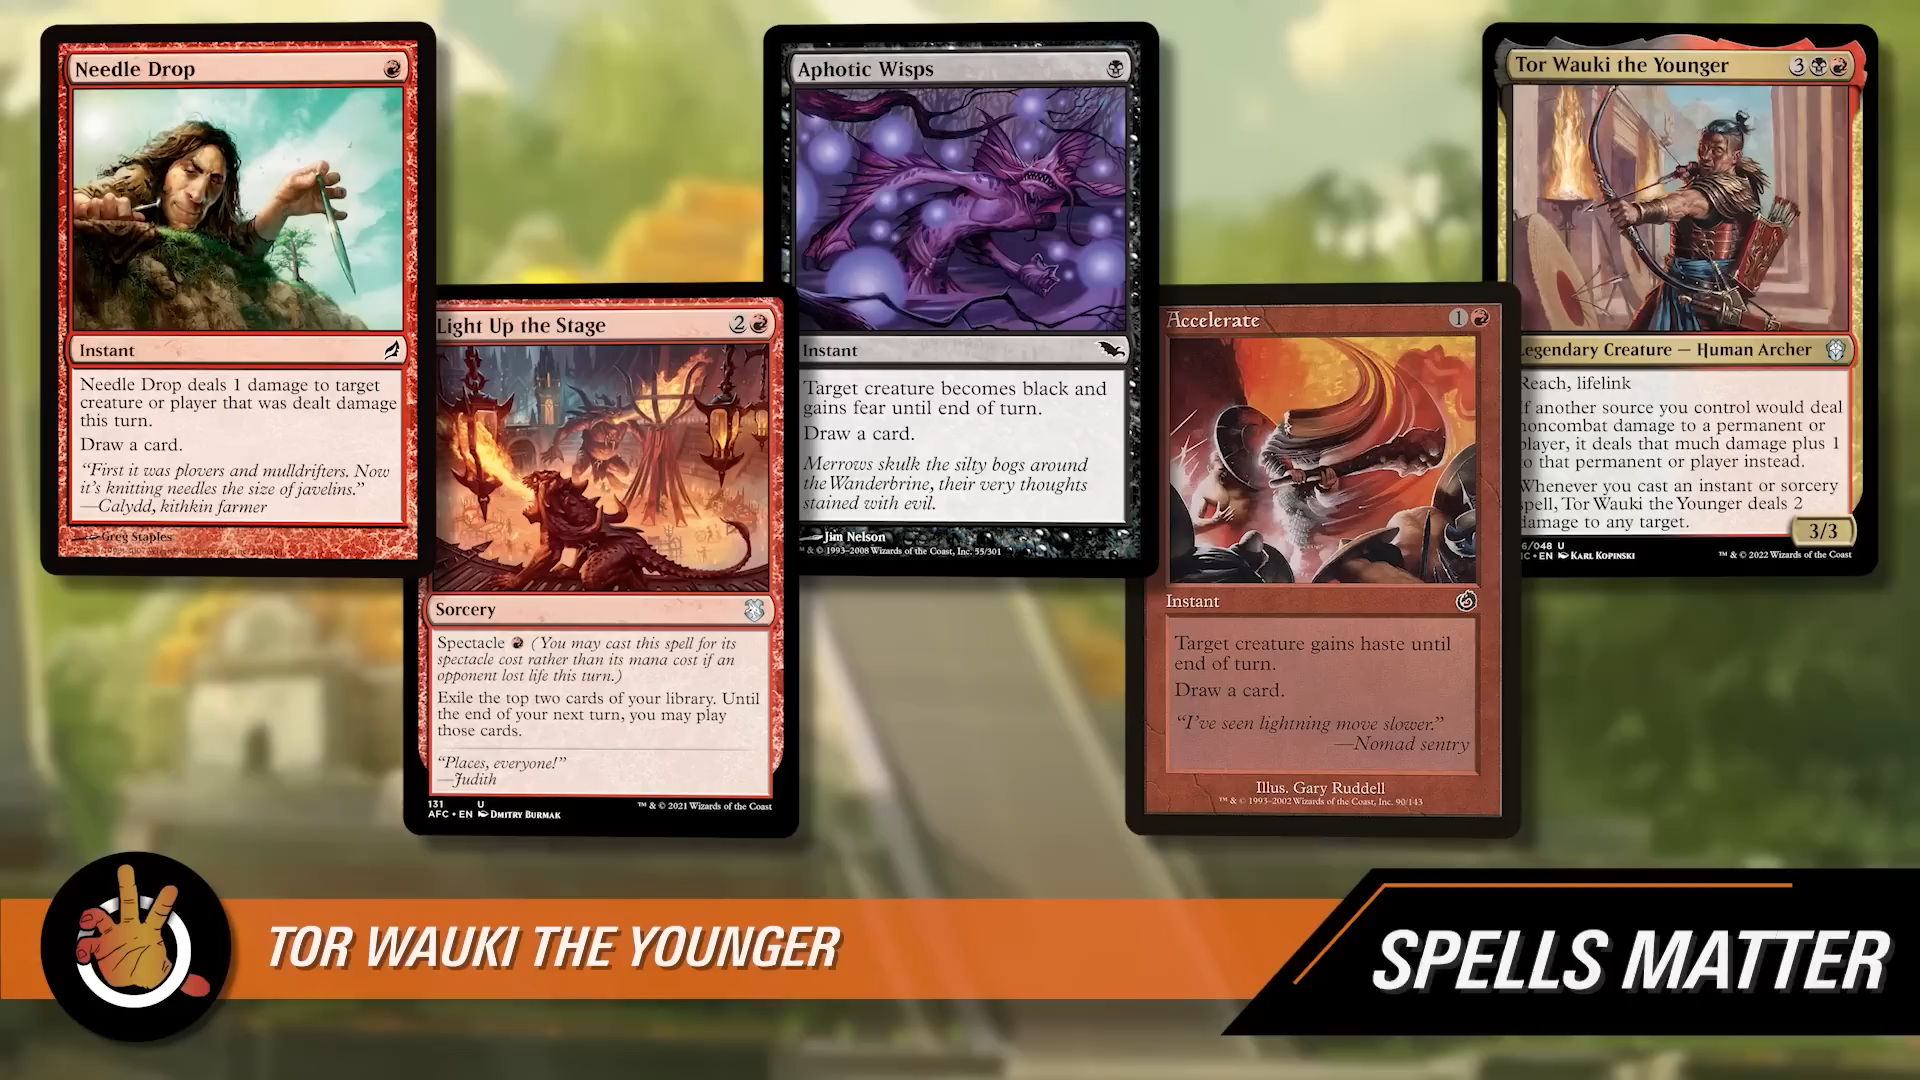 Needle Drop
Instant
Needle Drop deals 1 damage to target
creature or player that was dealt damage
this turn.
Draw a card.
"First it was plovers and mulldrifters. Now
it's knitting needles the size of javelins."
—Calydd, kithkin farmer
Greg Staples
Light Up the Stage
2
Sorcery
Spectacle (You may cast this spell for its
spectacle cost rather than its mana cost if an
opponent lost life this turn.)
Exile the top two cards of your library. Until
the end of your next turn, you may play
those cards.
"Places, everyone!"
—Judith
131 U
AFC • EN DMITRY BURMAK
™ & © 2021 Wizards of the Coast
Aphotic Wisps
Instant
Target creature becomes black and
gains fear until end of turn.
Draw a card.
Merrows skulk the silty bogs around
the Wanderbrine, their very thoughts
stained with evil.
Jim Nelson
™ & © 1993–2008 Wizards of the Coast, Inc. 55/301
Accelerate
1
Instant
Target creature gains haste until
end of turn.
Draw a card.
"I've seen lightning move slower."
—Nomad sentry
Illus. Gary Ruddell
™ & © 1993–2002 Wizards of the Coast, Inc. 90/143
Tor Wauki the Younger
3
Legendary Creature — Human Archer
Reach, lifelink
If another source you control would deal
noncombat damage to a permanent or
player, it deals that much damage plus 1
to that permanent or player instead.
Whenever you cast an instant or sorcery
spell, Tor Wauki the Younger deals 2
damage to any target.
3/3
/048 U
• EN KARL KOPINSKI
™ & © 2022 Wizards of the Coast
TOR WAUKI THE YOUNGER
SPELLS MATTER